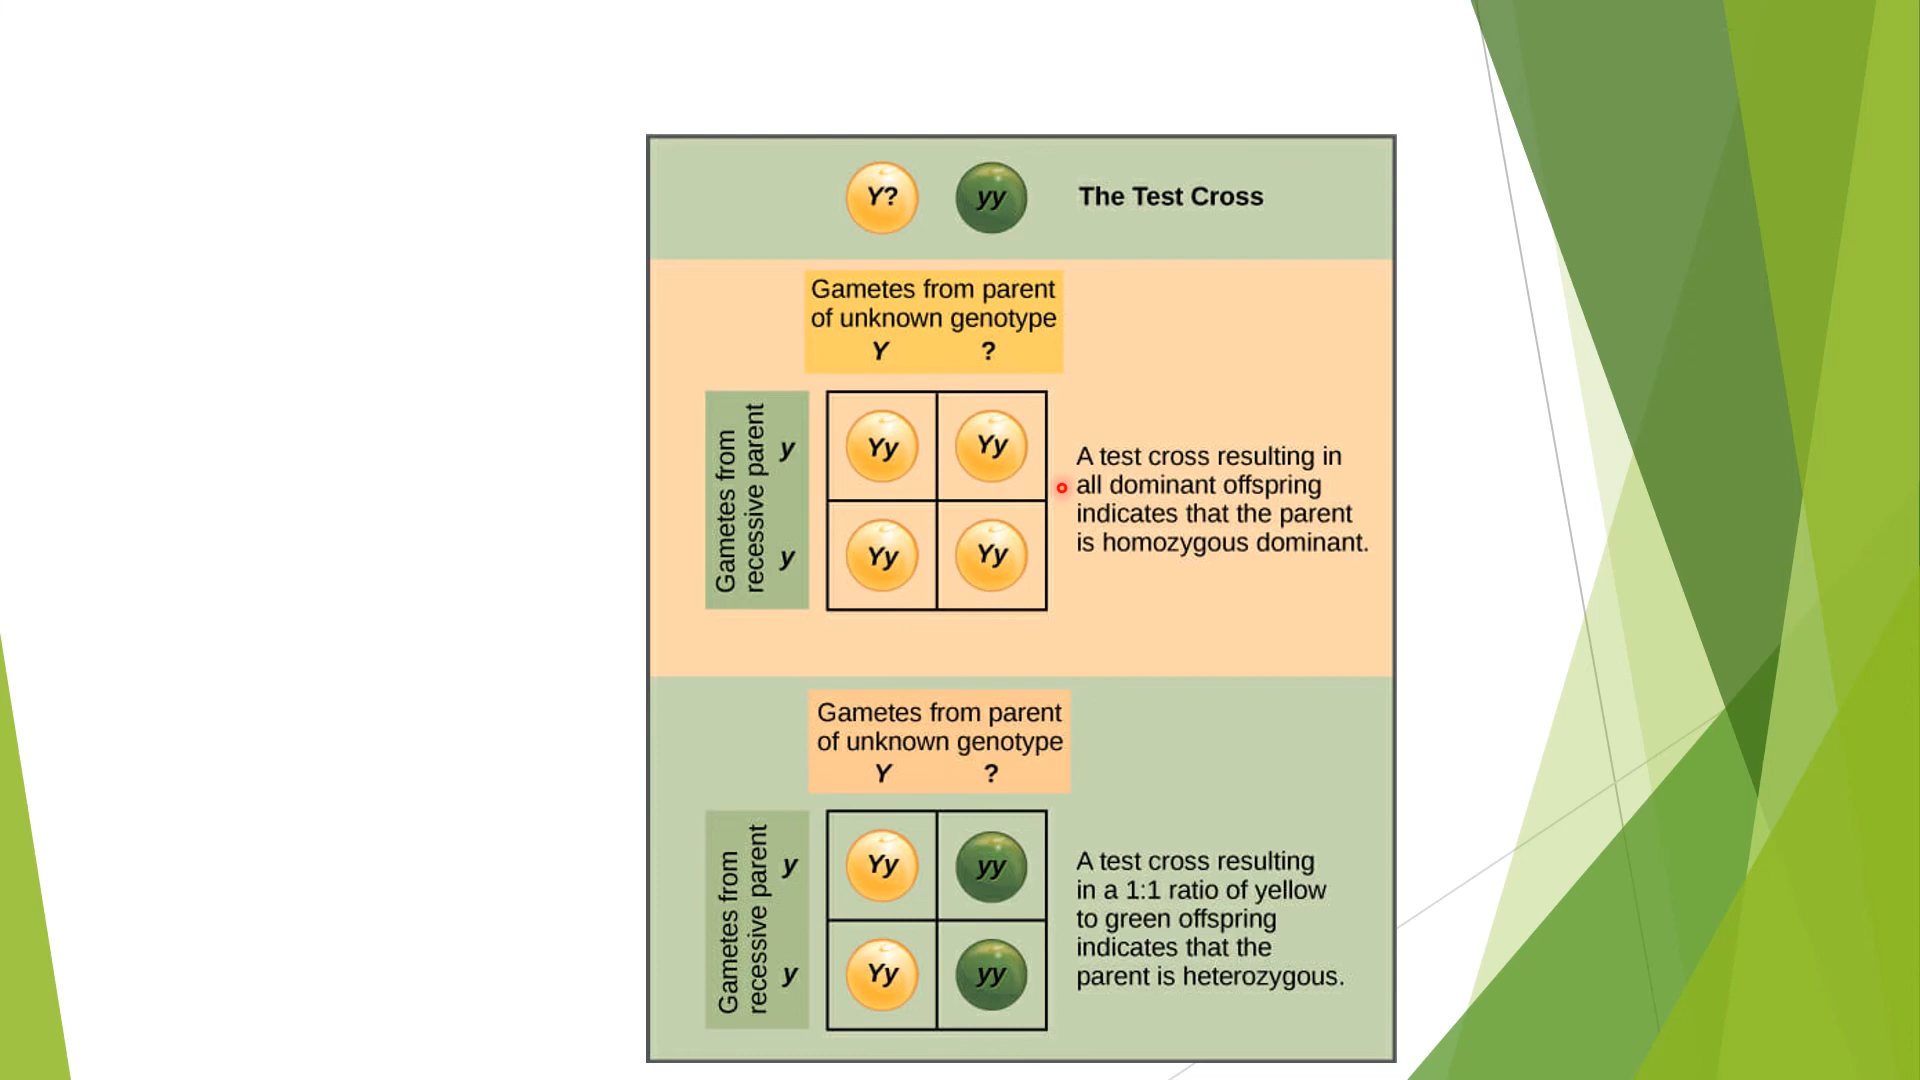 Y?
yy
The Test Cross
Gametes from parent
of unknown genotype
Y ?
Gametes from
recessive parent
y
y
Yy Yy
Yy Yy
A test cross resulting in
all dominant offspring
indicates that the parent
is homozygous dominant.
Gametes from parent
of unknown genotype
Y ?
Gametes from
recessive parent
y
y
Yy yy
Yy yy
A test cross resulting
in a 1:1 ratio of yellow
to green offspring
indicates that the
parent is heterozygous.